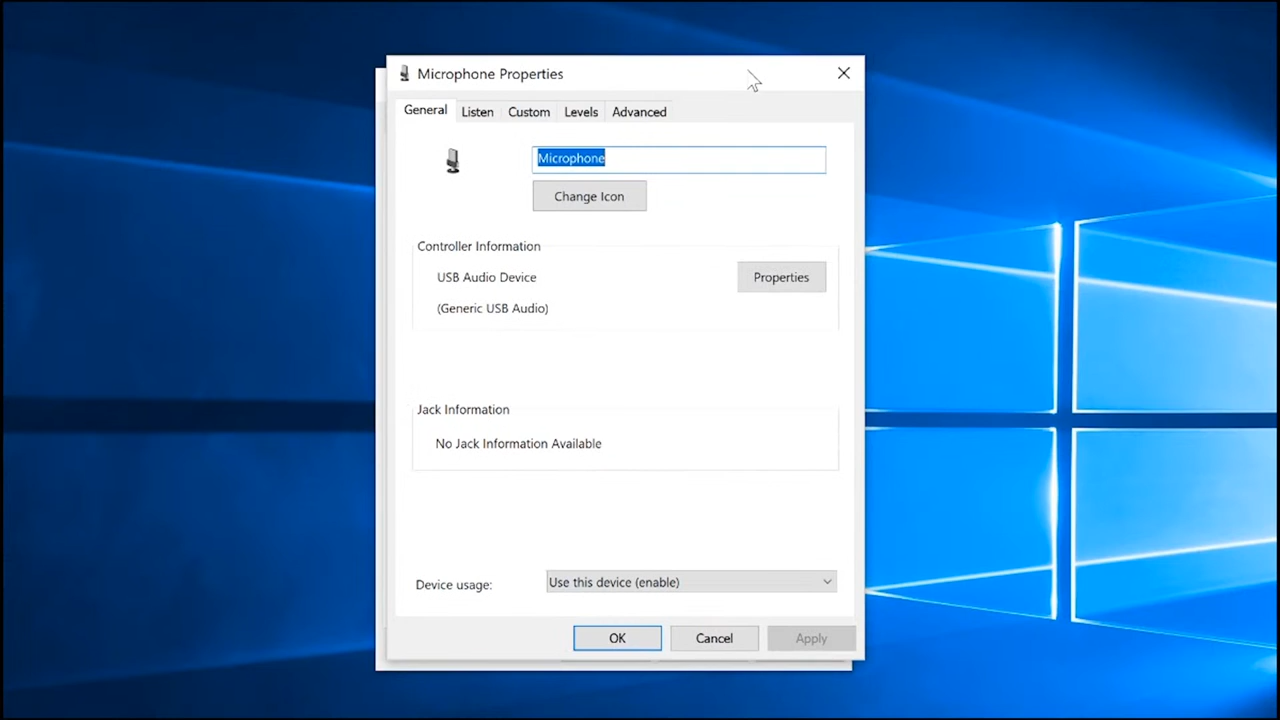 Microphone Properties
General Listen Custom Levels Advanced
Microphone
Change Icon
Controller Information
USB Audio Device
Properties
(Generic USB Audio)
Jack Information
No Jack Information Available
Device usage:
Use this device (enable)
OK Cancel Apply